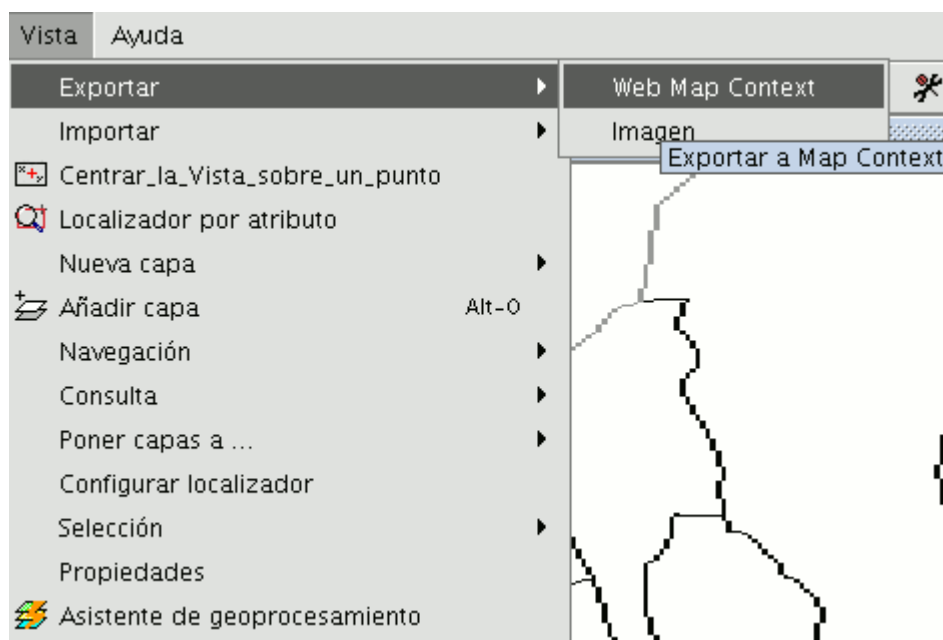 Vista Ayuda
Exportar
Web Map Context
Importar
Imagen
Exportar a Map Context
Centrar_la_Vista_sobre_un_punto
Localizador por atributo
Nueva capa
Añadir capa Alt-O
Navegación
Consulta
Poner capas a ...
Configurar localizador
Selección
Propiedades
Asistente de geoprocesamiento